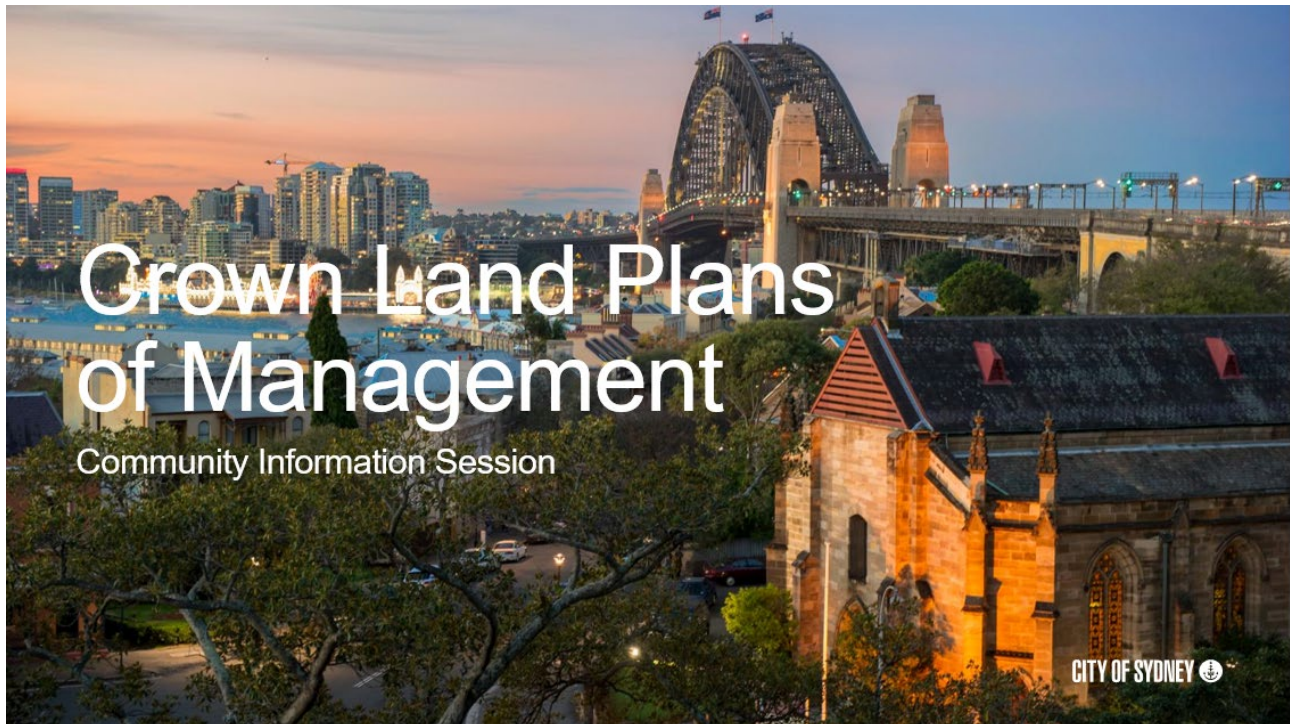 Crown Land Plans
of Management
Community Information Session
CITY OF SYDNEY